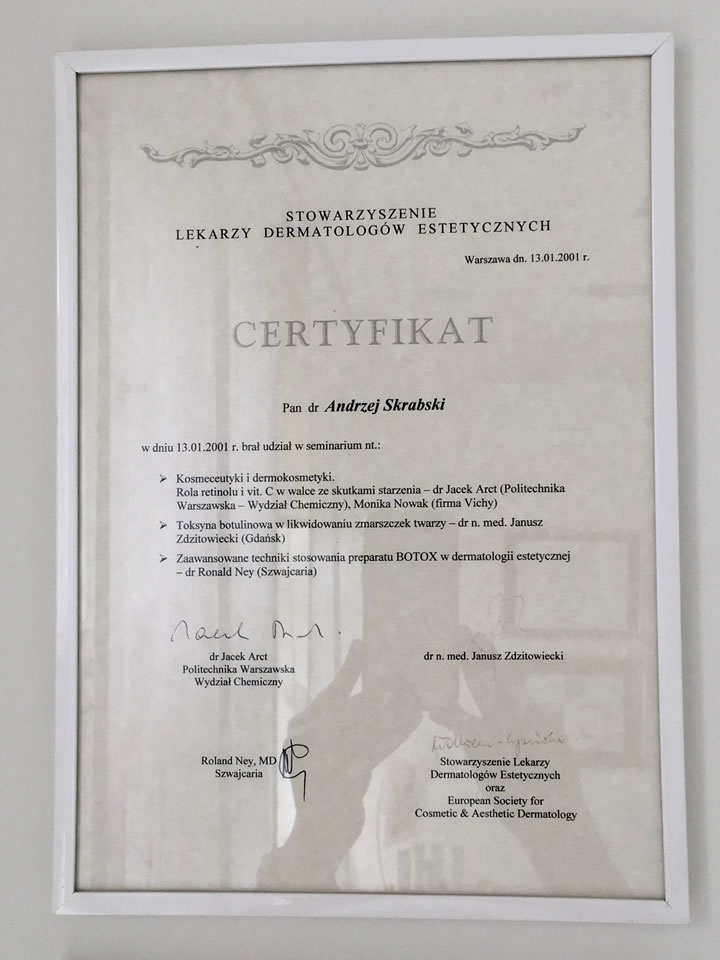 STOWARZYSZENIE
LEKARZY DERMATOLOGÓW ESTETYCZNYCH
Warszawa dn. 13.01.2001 r.
CERTYFIKAT
Pan dr Andrzej Skrabski
w dniu 13.01.2001 r. brał udział w seminarium nt.:
➢ Kosmeceutyki i dermokosmetyki.
Rola retinolu i vit. C w walce ze skutkami starzenia – dr Jacek Arct (Politechnika
Warszawska – Wydział Chemiczny), Monika Nowak (firma Vichy)
➢ Toksyna botulinowa w likwidowaniu zmarszczek twarzy – dr n. med. Janusz
Zdzitowiecki (Gdańsk)
➢ Zaawansowane techniki stosowania preparatu BOTOX w dermatologii estetycznej
– dr Ronald Ney (Szwajcaria)
dr Jacek Arct
Politechnika Warszawska
Wydział Chemiczny
dr n. med. Janusz Zdzitowiecki
Roland Ney, MD
Szwajcaria
Stowarzyszenie Lekarzy
Dermatologów Estetycznych
oraz
European Society for
Cosmetic & Aesthetic Dermatology